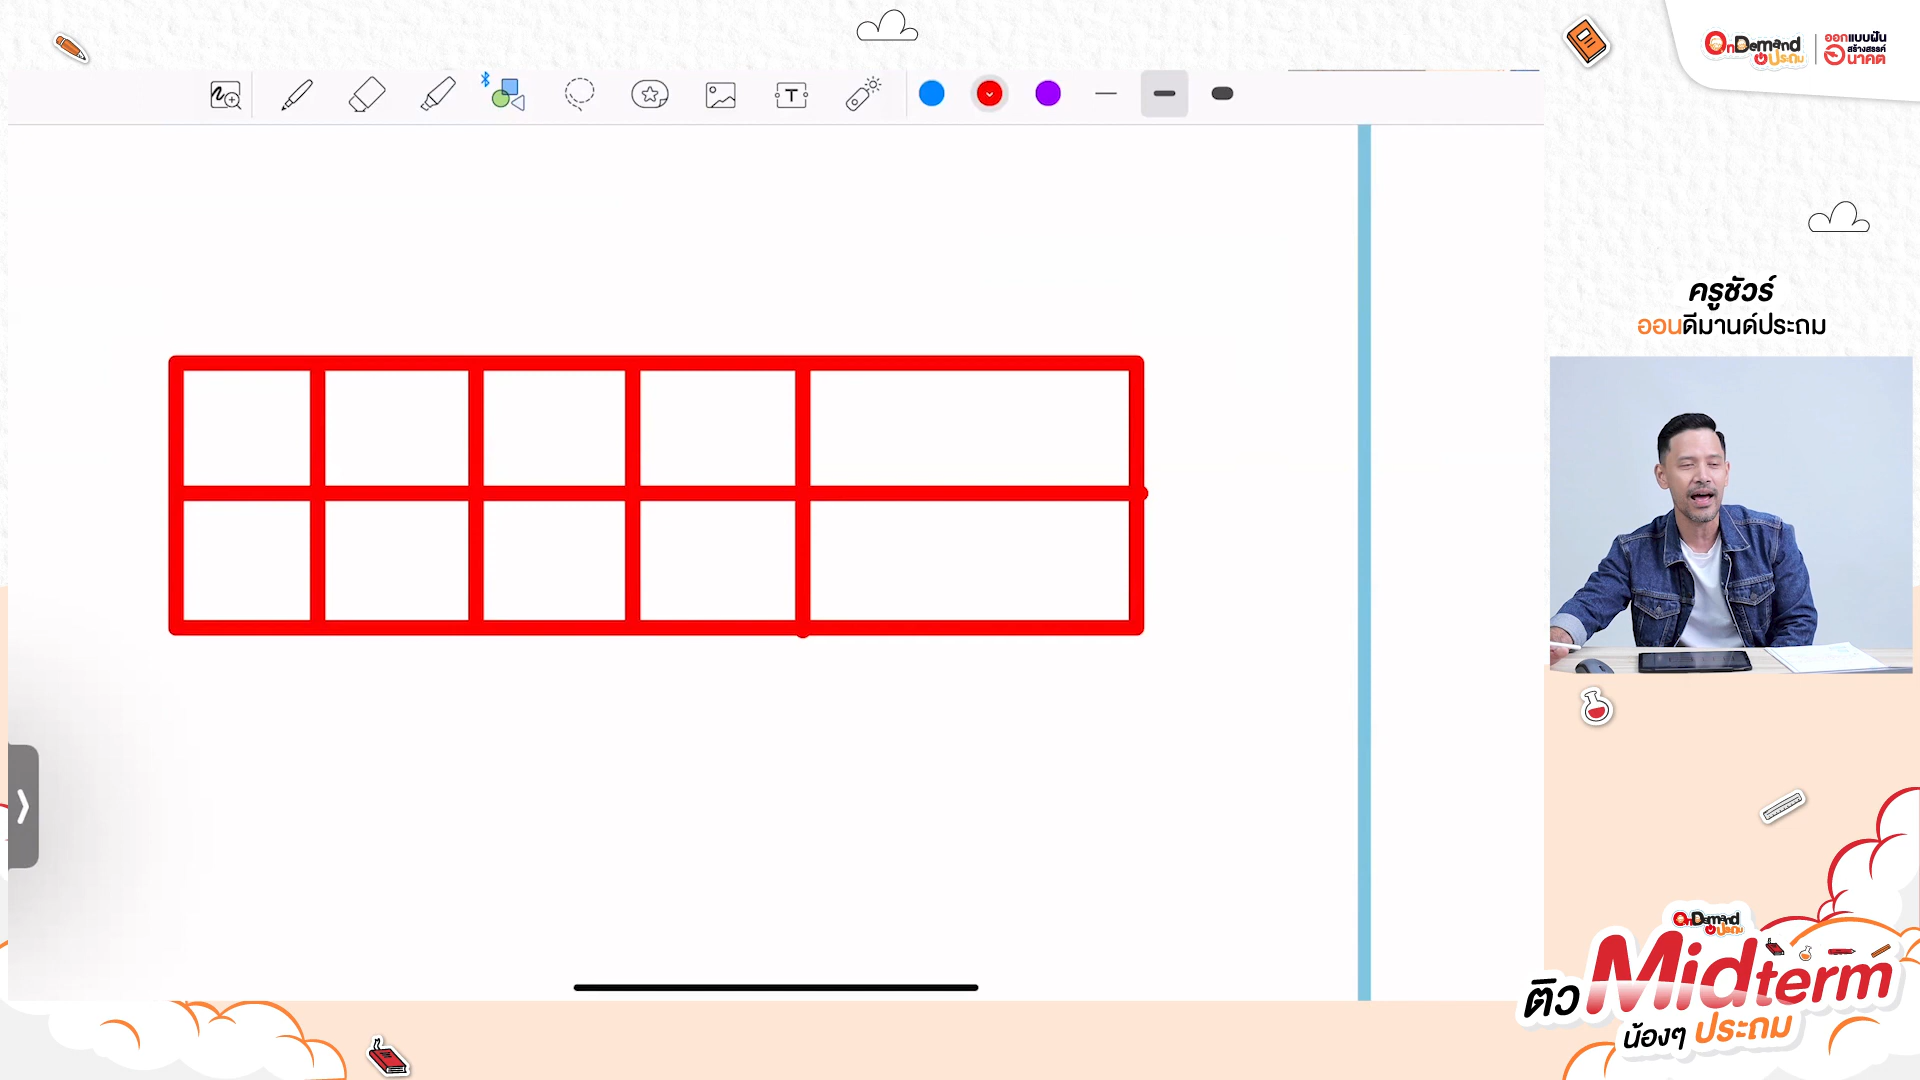 OnDemand
ประถม
ออกแบบฝัน
สร้างสรรค์
อนาคต
T
ครูชัวร์
ออนดีมานด์ประถม
OnDemand
ประถม
ติว Midterm
น้องๆ ประถม